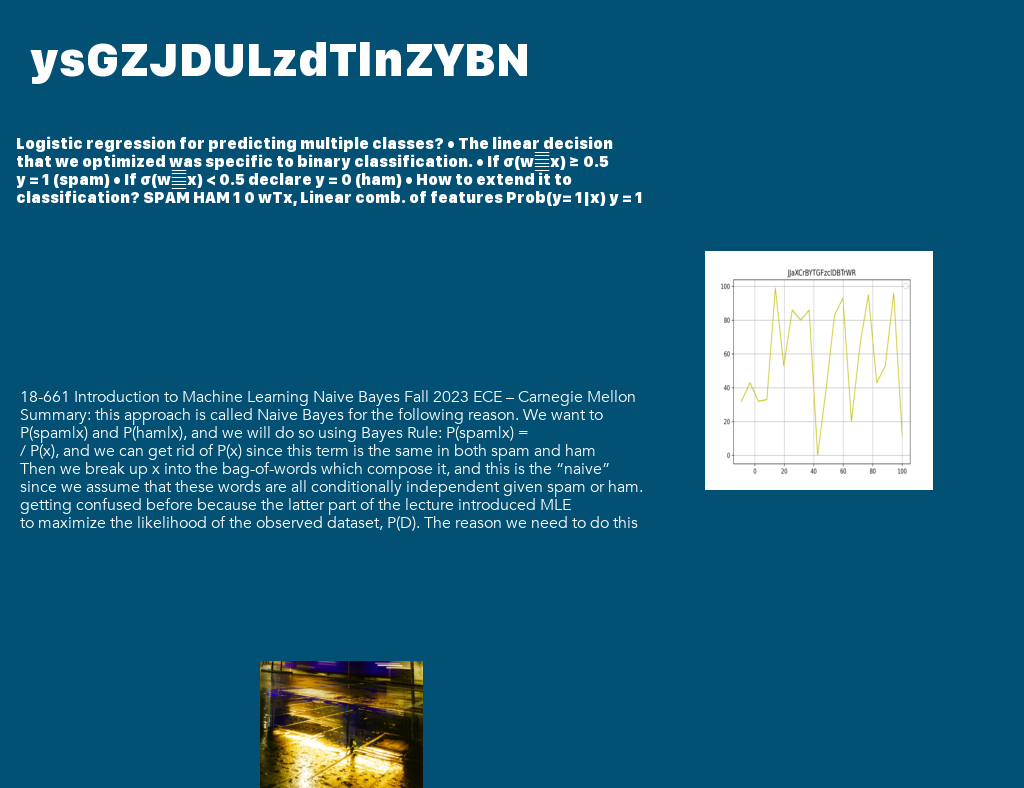 ysGZJDULzdTlnZYBN
Logistic regression for predicting multiple classes? • The linear decision
that we optimized was specific to binary classification. • If σ(w x) ≥ 0.5
y = 1 (spam) • If σ(w x) < 0.5 declare y = 0 (ham) • How to extend it to
classification? SPAM HAM 1 0 wTx, Linear comb. of features Prob(y= 1|x) y = 1
JJaXCrBYTGFzclDBTrWR
100
80
60
40
20
0
0 20 40 60 80 100
18-661 Introduction to Machine Learning Naive Bayes Fall 2023 ECE – Carnegie Mellon
Summary: this approach is called Naive Bayes for the following reason. We want to
P(spam|x) and P(ham|x), and we will do so using Bayes Rule: P(spam|x) =
/ P(x), and we can get rid of P(x) since this term is the same in both spam and ham
Then we break up x into the bag-of-words which compose it, and this is the “naive”
since we assume that these words are all conditionally independent given spam or ham.
getting confused before because the latter part of the lecture introduced MLE
to maximize the likelihood of the observed dataset, P(D). The reason we need to do this